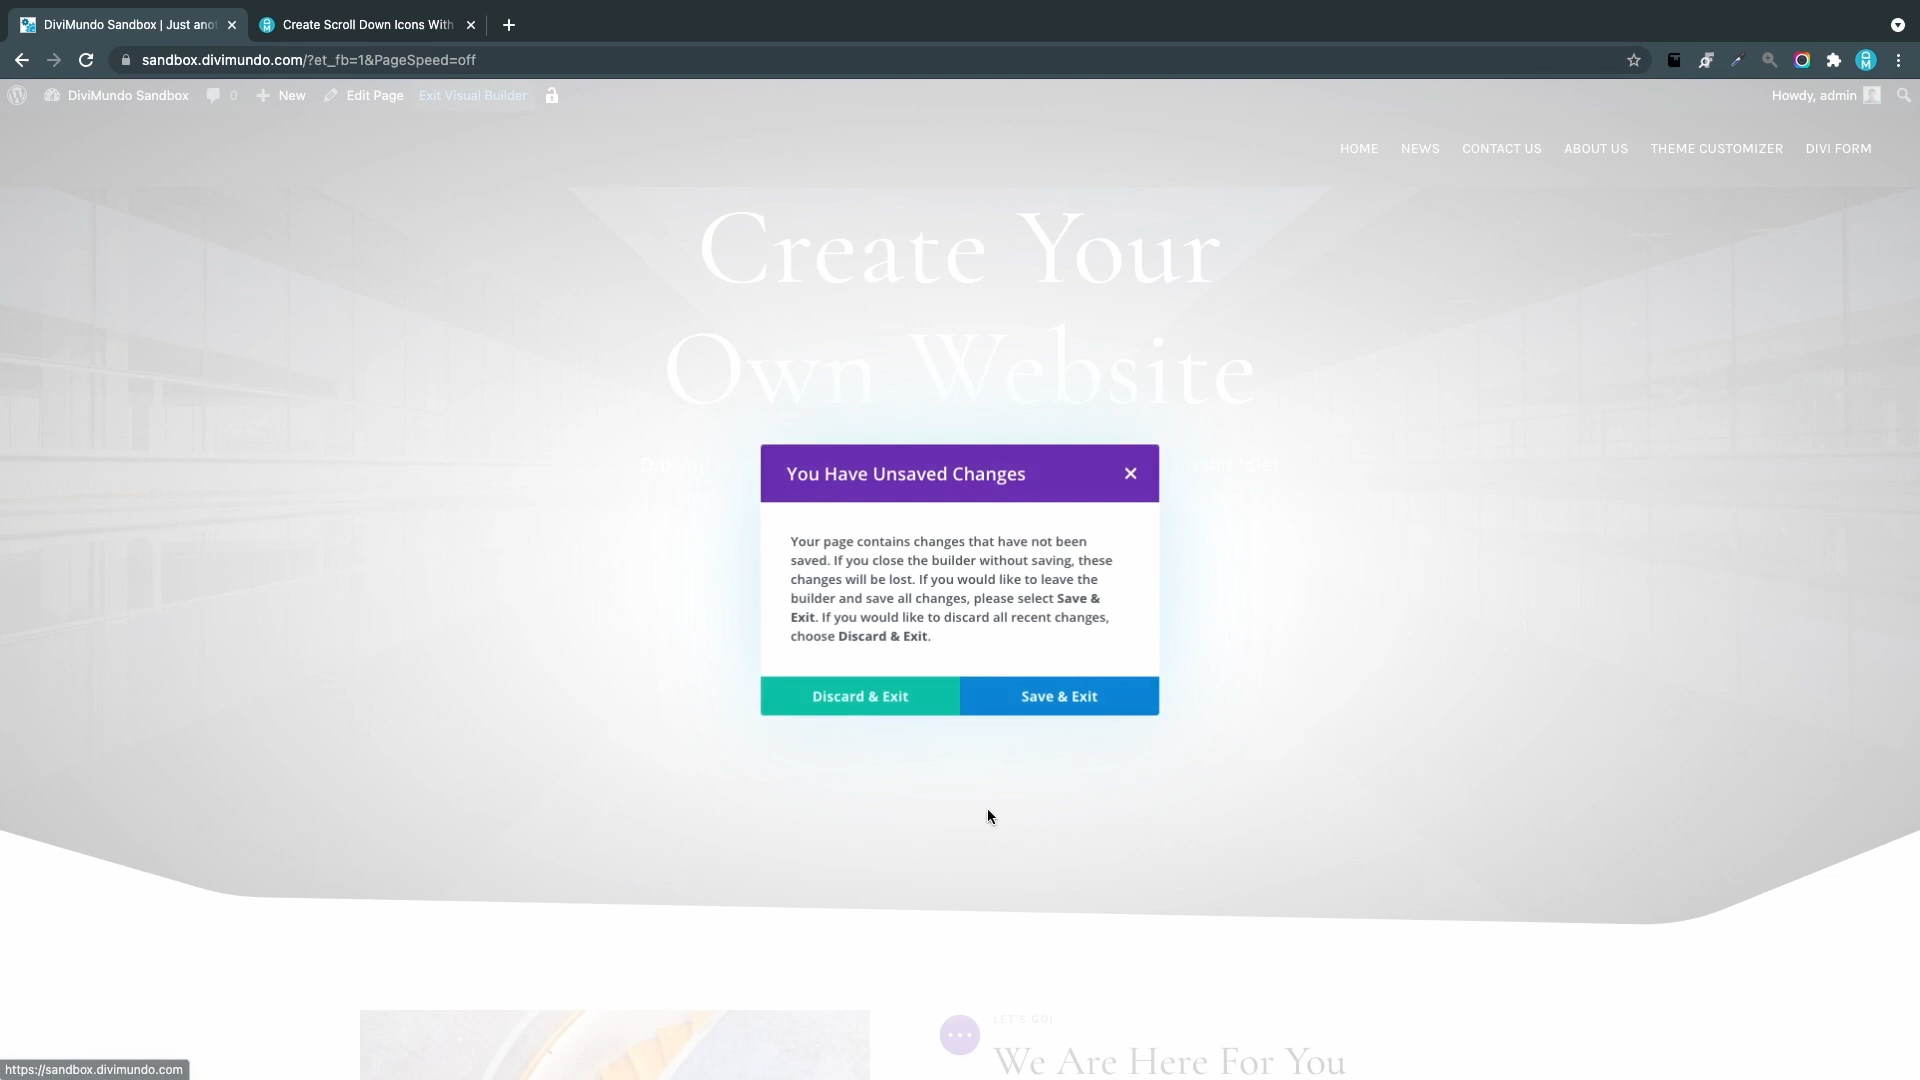 DiviMundo Sandbox | Just ano
Create Scroll Down Icons With
sandbox.divimundo.com/?et_fb=1&PageSpeed=off
DiviMundo Sandbox
0
New
Edit Page
Exit Visual Builder
Howdy, admin
HOME
NEWS
CONTACT US
ABOUT US
THEME CUSTOMIZER
DIVI FORM
Create Your
Own Website
You Have Unsaved Changes
Your page contains changes that have not been
saved. If you close the builder without saving, these
changes will be lost. If you would like to leave the
builder and save all changes, please select Save &
Exit. If you would like to discard all recent changes,
choose Discard & Exit.
Discard & Exit
Save & Exit
LET'S GO!
We Are Here For You
https://sandbox.divimundo.com